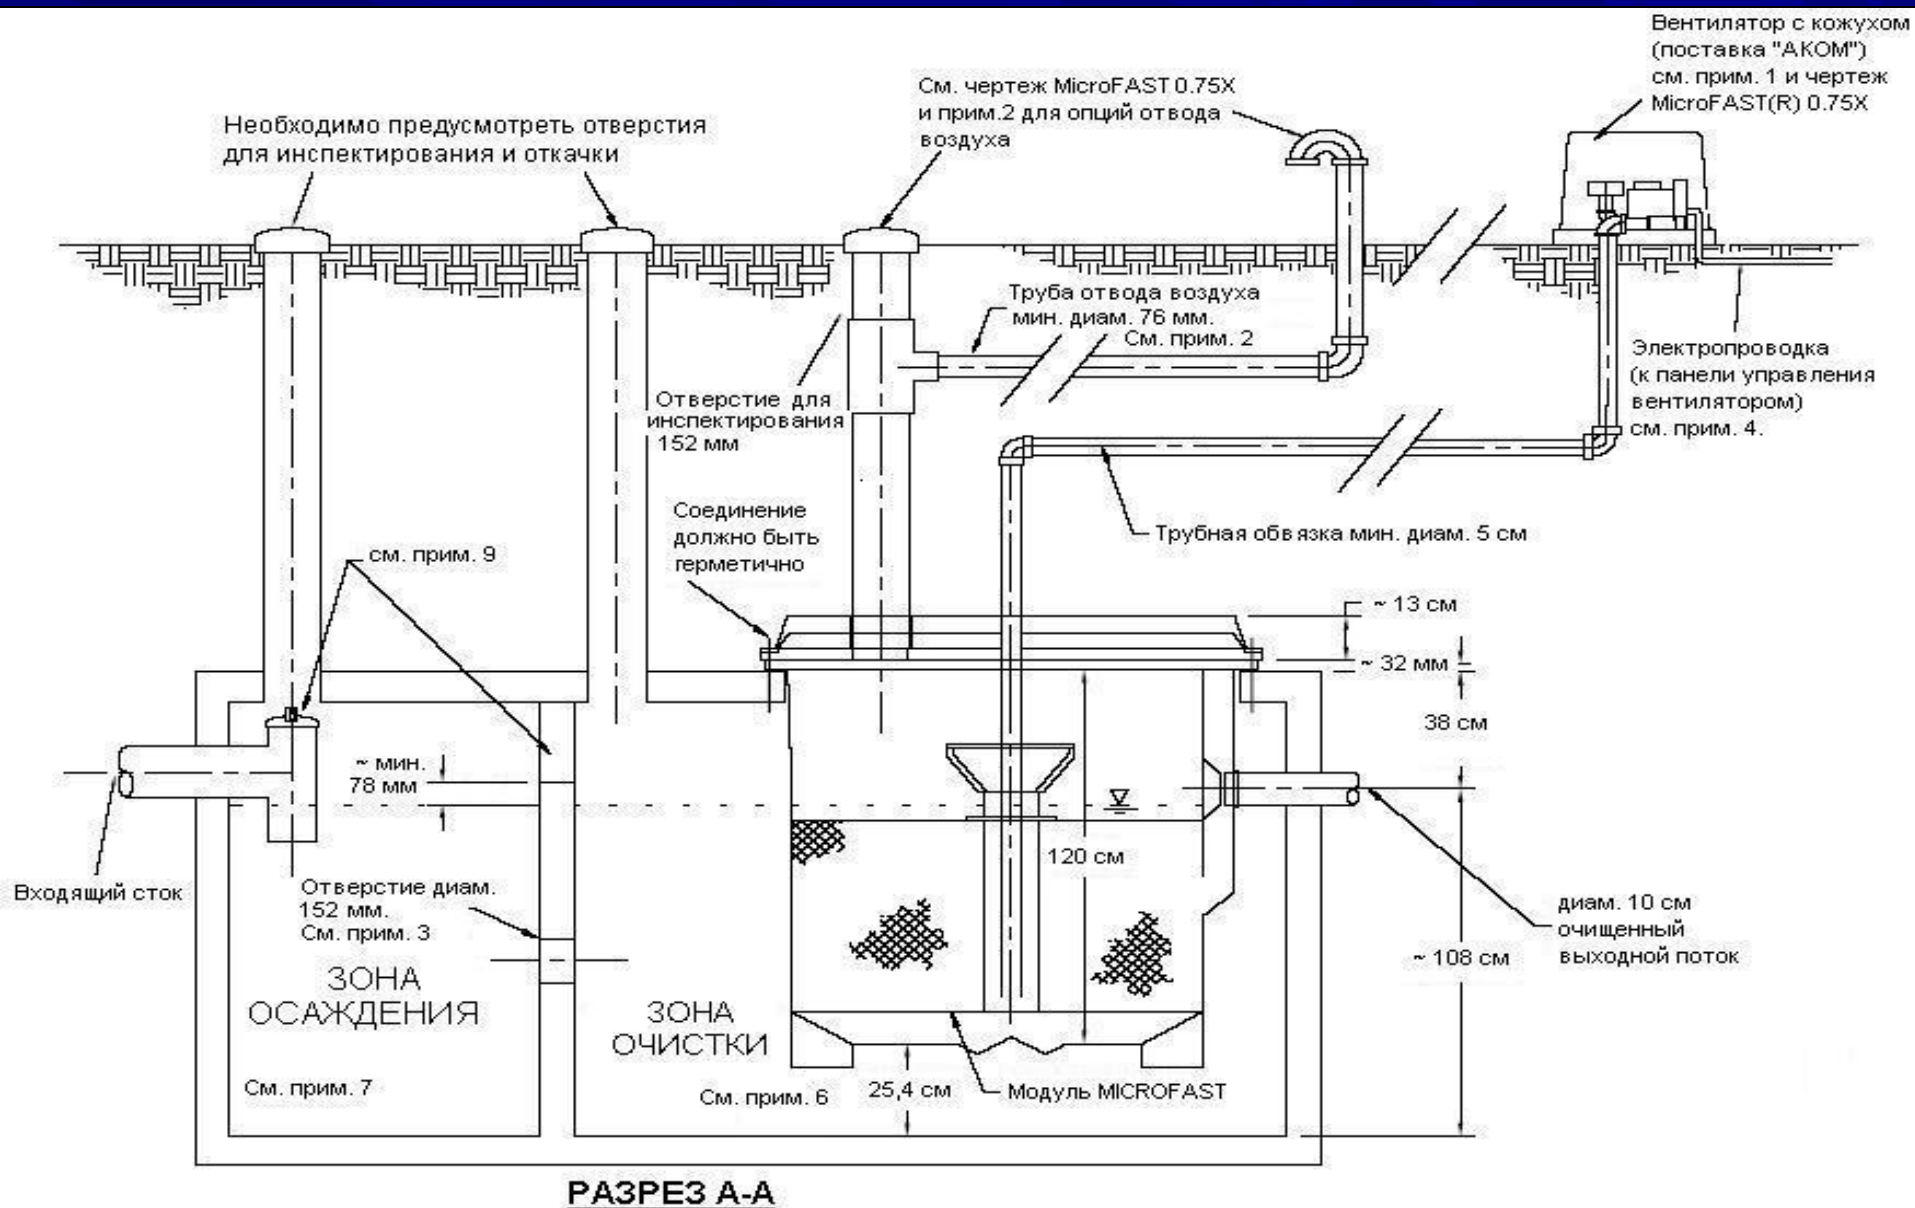 Вентилятор с кожухом
(поставка "АКОМ")
см. прим. 1 и чертеж
MicroFAST(R) 0.75X
См. чертеж MicroFAST 0.75X
и прим.2 для опций отвода
воздуха
Необходимо предусмотреть отверстия
для инспектирования и откачки
Труба отвода воздуха
мин. диам. 76 мм.
См. прим. 2
Электропроводка
(к панели управления
вентилятором)
см. прим. 4.
Отверстие для
инспектирования
152 мм
Соединение
должно быть
герметично
Трубная обвязка мин. диам. 5 см
см. прим. 9
~ 13 см
~ 32 мм
38 см
~ мин.
78 мм
120 см
Входящий сток
Отверстие диам.
152 мм.
См. прим. 3
диам. 10 см
очищенный
выходной поток
~ 108 см
ЗОНА
ОСАЖДЕНИЯ
ЗОНА
ОЧИСТКИ
См. прим. 7
См. прим. 6
25,4 см
Модуль MICROFAST
РАЗРЕЗ А-А